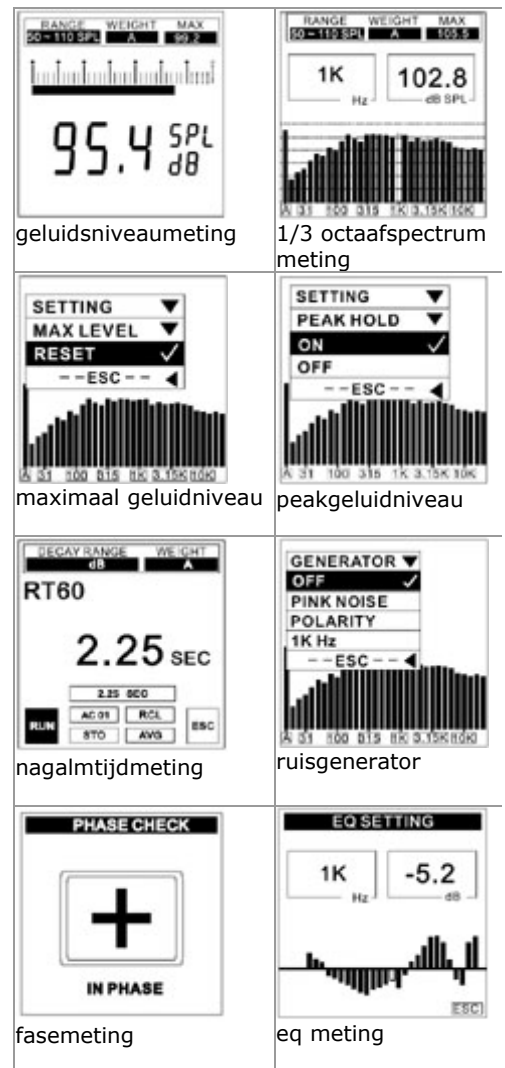 RANGE WEIGHT MAX
50~110 SPL A 99.2
95.4 SPL dB
geluidsniveaumeting
RANGE WEIGHT MAX
50~110 SPL A 105.5
1K Hz
102.8 dB SPL
A 31 100 315 1K 3.15K 10K
1/3 octaafspectrum
meting
SETTING
MAX LEVEL
RESET
--ESC--
A 31 100 315 1K 3.15K 10K
maximaal geluidniveau
SETTING
PEAK HOLD
ON
OFF
--ESC--
A 31 100 315 1K 3.15K 10K
peakgeluidniveau
DECAY RANGE WEIGHT
dB A
RT60
2.25 SEC
2.25 SEC
RUN AC 01 RCL ESC
STO AVG
nagalmtijdmeting
GENERATOR
OFF
PINK NOISE
POLARITY
1K Hz
--ESC--
A 31 100 315 1K 3.15K 10K
ruisgenerator
PHASE CHECK
+
IN PHASE
fasemeting
EQ SETTING
1K Hz
-5.2 dB
ESC
eq meting